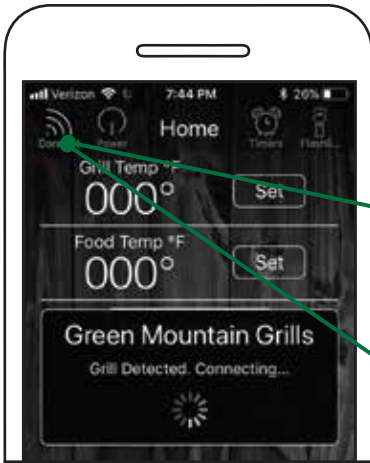 Verizon 7:44 PM 26%
Power Home Timers
Grill Temp °F
000° Set
Food Temp °F
000° Set
Green Mountain Grills
Grill Detected. Connecting...